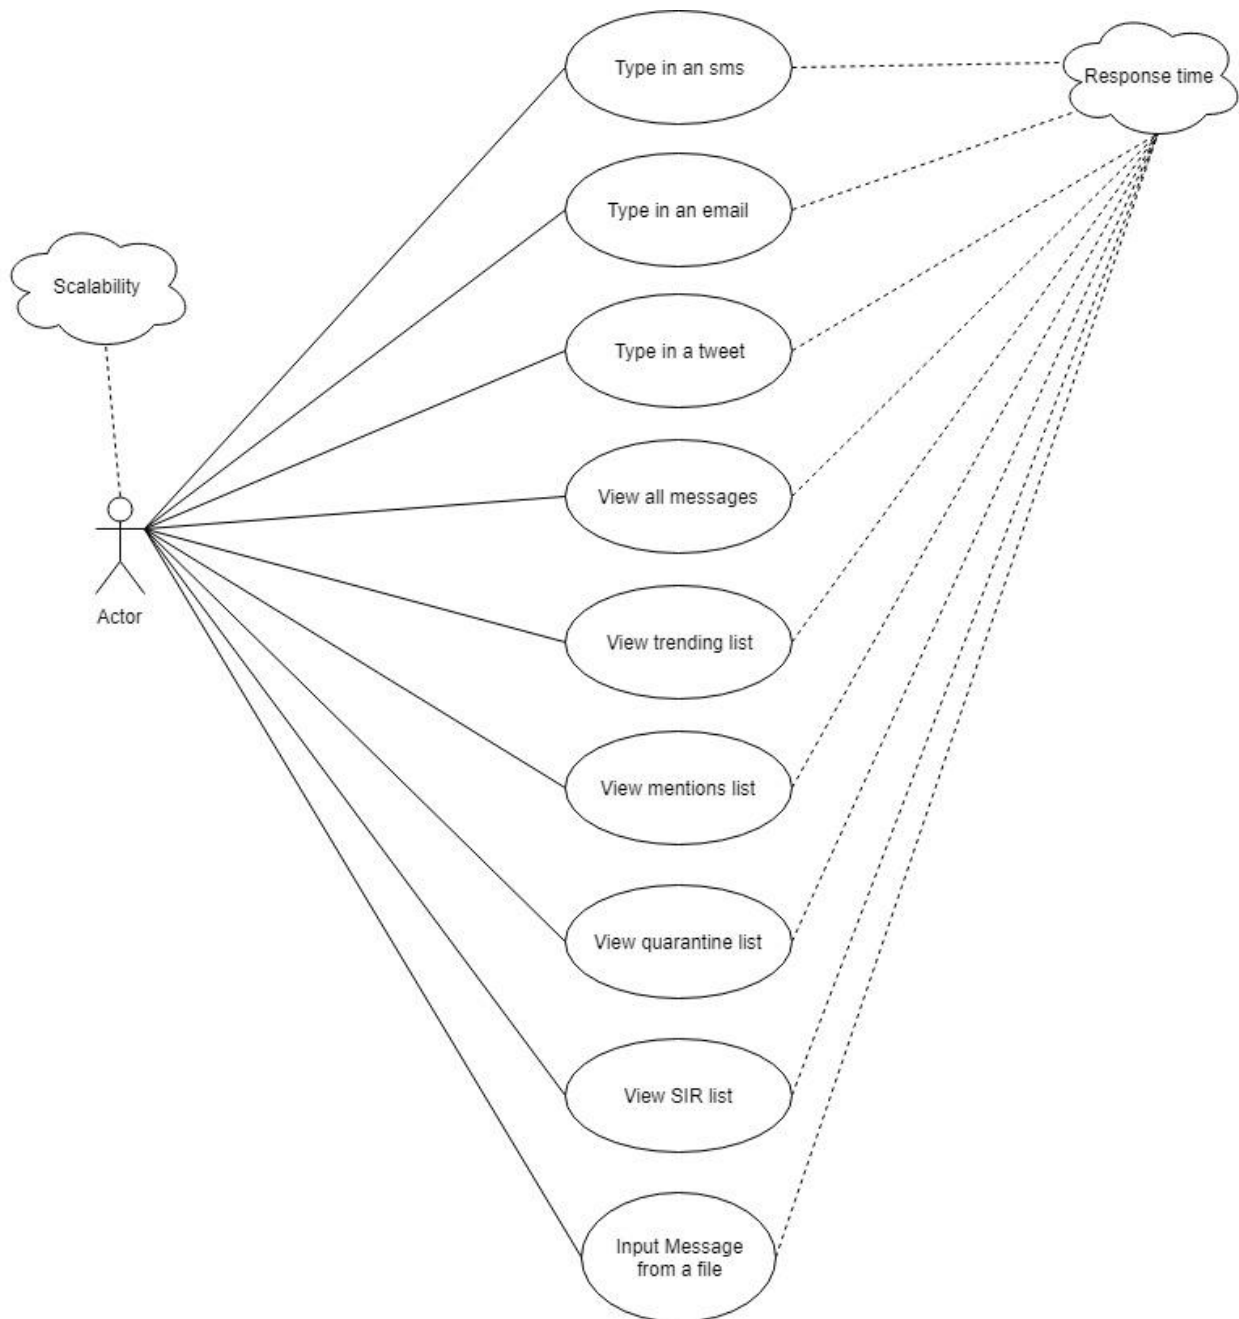 Type in an sms
Response time
Type in an email
Scalability
Type in a tweet
View all messages
Actor
View trending list
View mentions list
View quarantine list
View SIR list
Input Message
from a file